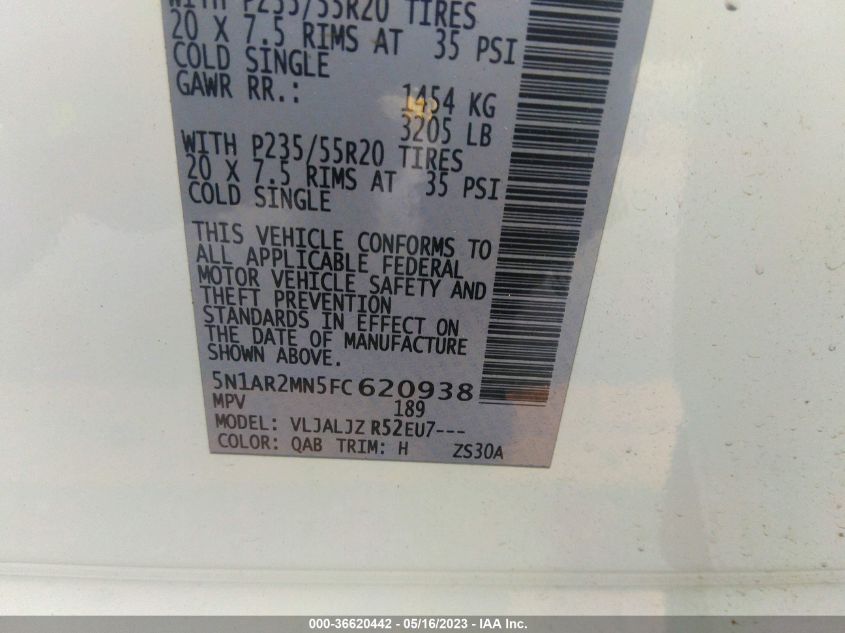 WITH P235/55R20 TIRES
20 X 7.5 RIMS AT 35 PSI
COLD SINGLE
GAWR RR.: 1454 KG
3205 LB
WITH P235/55R20 TIRES
20 X 7.5 RIMS AT 35 PSI
COLD SINGLE
THIS VEHICLE CONFORMS TO
ALL APPLICABLE FEDERAL
MOTOR VEHICLE SAFETY AND
THEFT PREVENTION
STANDARDS IN EFFECT ON
THE DATE OF MANUFACTURE
SHOWN ABOVE.
5N1AR2MN5FC 620938
MPV 189
MODEL: VLJALJZ R52EU7---
COLOR: QAB TRIM: H ZS30A
000-36620442 - 05/16/2023 - IAA Inc.